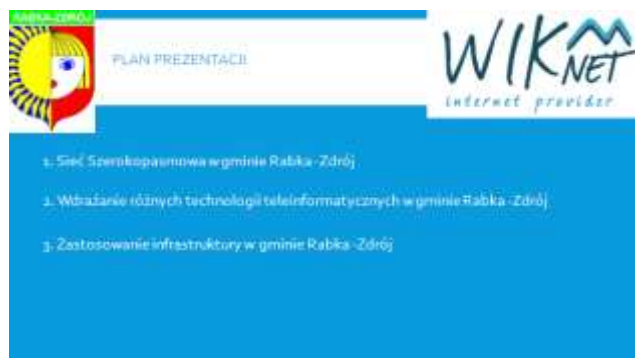 RABKA-ZDRÓJ
PLAN PREZENTACJI
WIKNET
internet provider
1. Sieć Szerokopasmowa w gminie Rabka -Zdrój
2. Wdrażanie różnych technologii teleinformatycznych w gminie Rabka -Zdrój
3. Zastosowanie infrastruktury w gminie Rabka -Zdrój